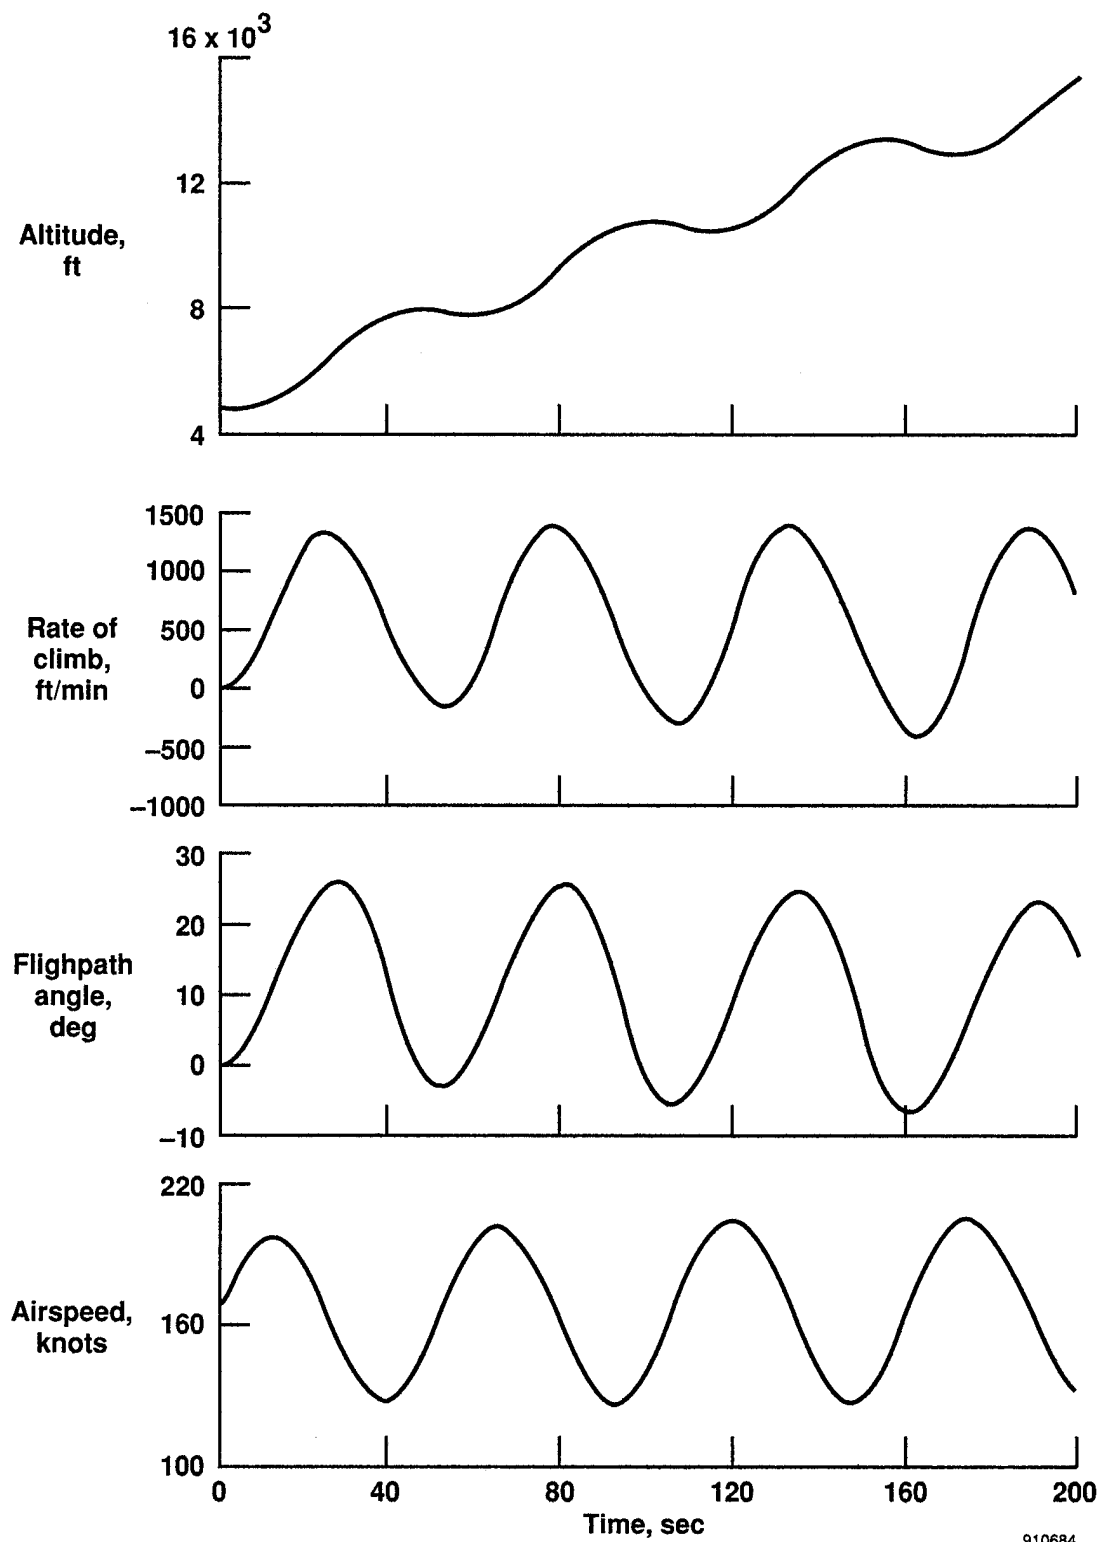 16 x 10³
12
8
4
Altitude,
ft
1500
1000
500
0
–500
–1000
Rate of
climb,
ft/min
30
20
10
0
–10
Flighpath
angle,
deg
220
160
100
Airspeed,
knots
0 40 80 120 160 200
Time, sec
910684